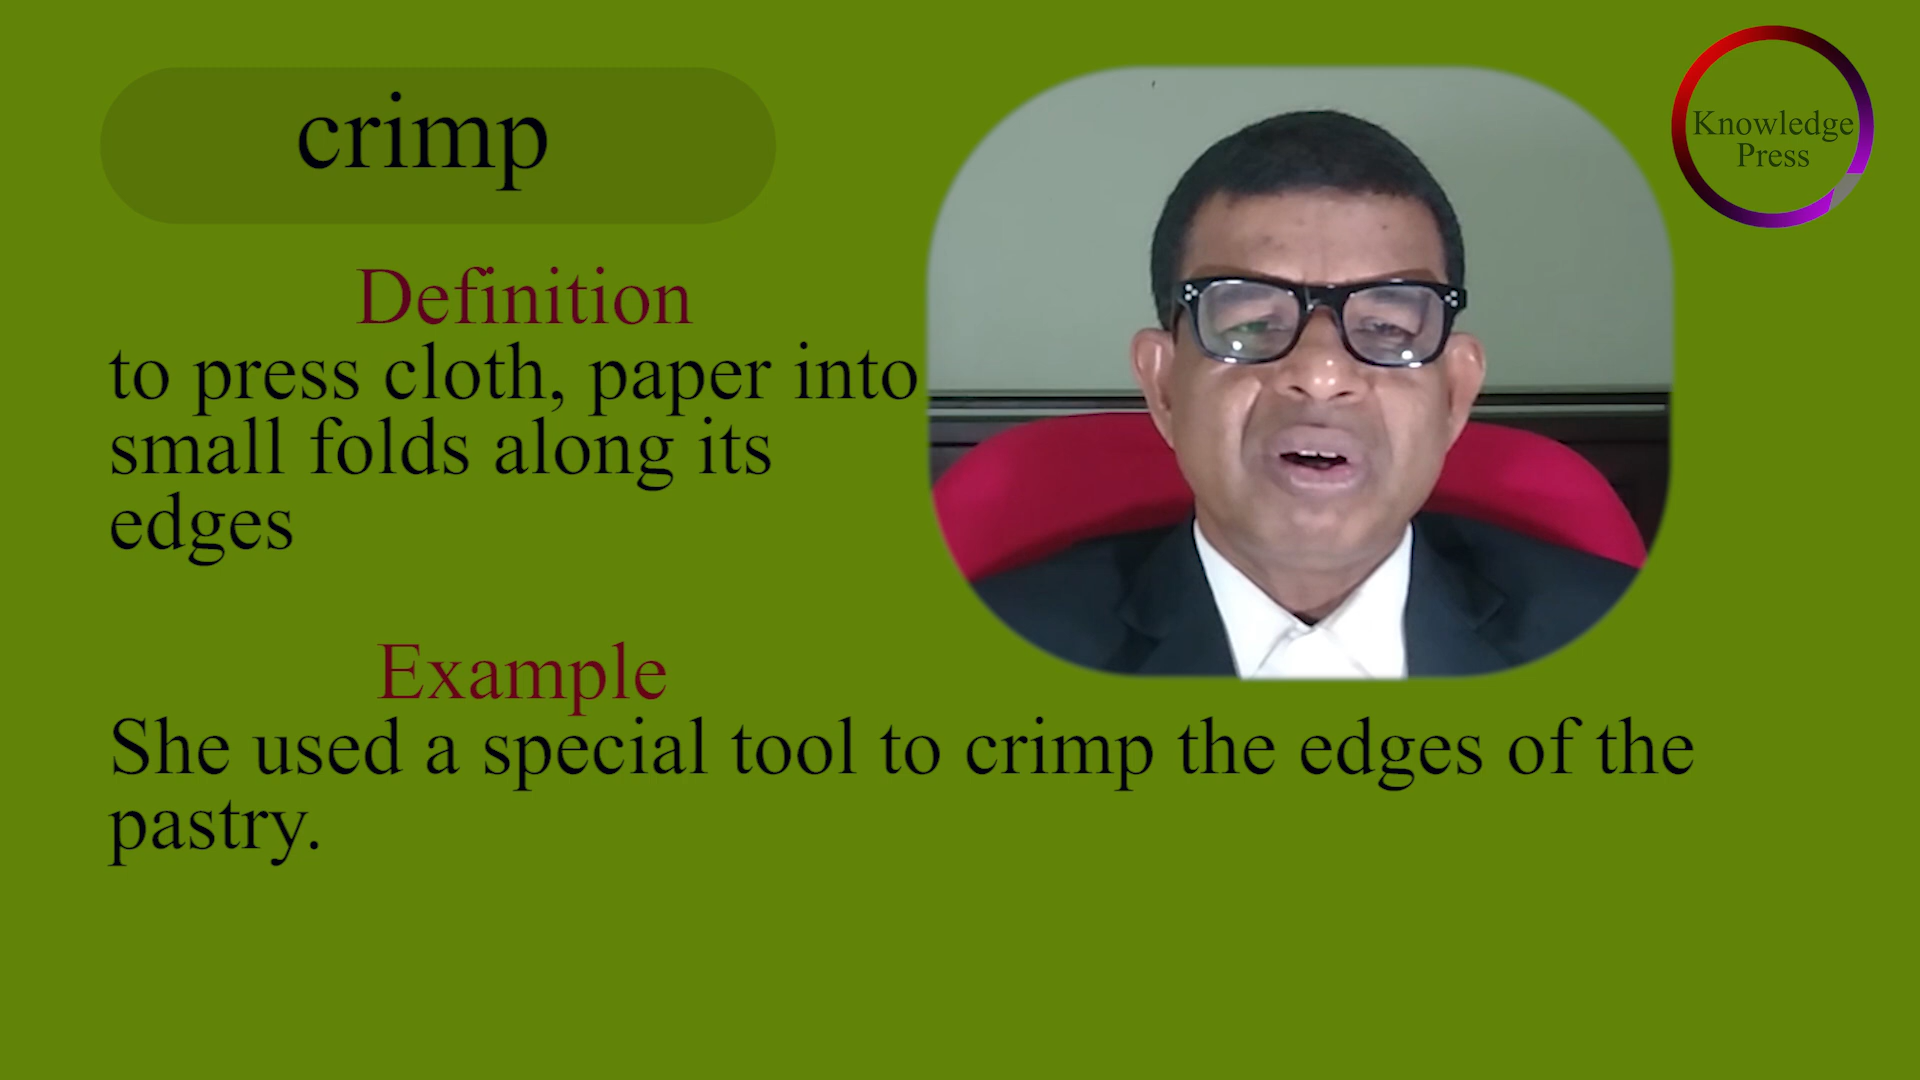 crimp
Knowledge
Press
Definition
to press cloth, paper into
small folds along its
edges
Example
She used a special tool to crimp the edges of the
pastry.